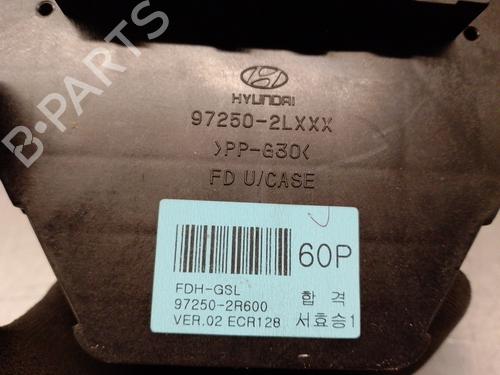 B-PARTS
HYUNDAI
97250-2LXXX
>PP-G30<
FD U/CASE
60P
FDH-GSL
97250-2R600 합 격
VER.02 ECR128 서효승1